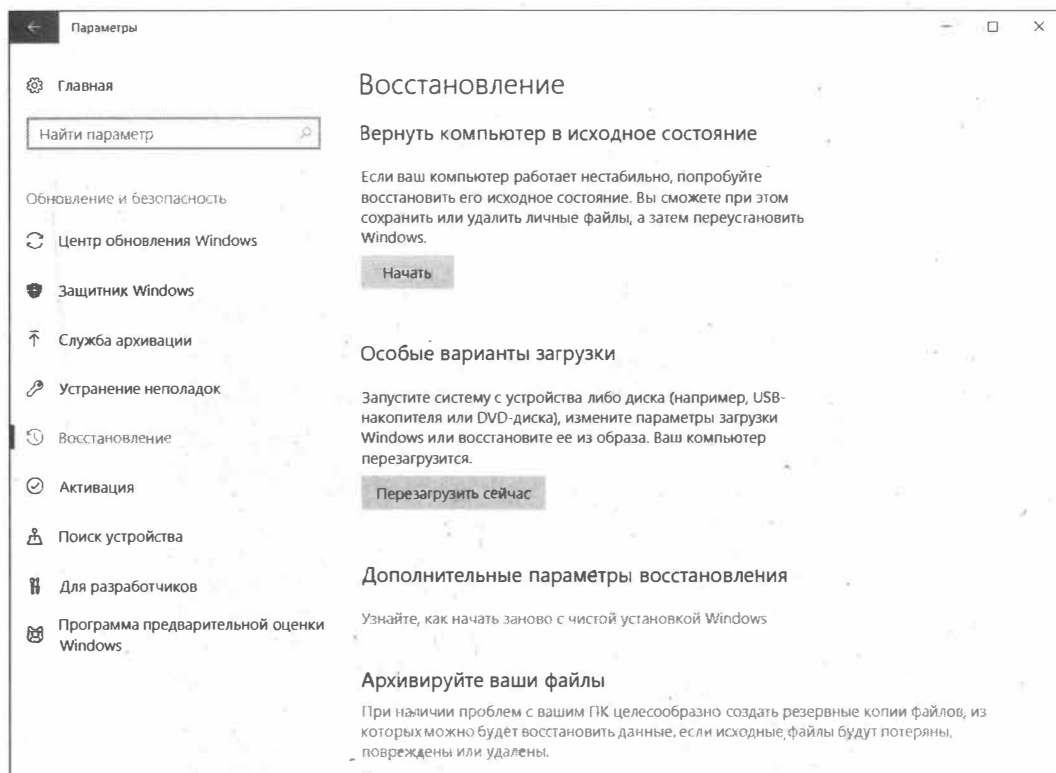 Параметры
Главная
Найти параметр
Обновление и безопасность
Центр обновления Windows
Защитник Windows
Служба архивации
Устранение неполадок
Восстановление
Активация
Поиск устройства
Для разработчиков
Программа предварительной оценки
Windows
Восстановление
Вернуть компьютер в исходное состояние
Если ваш компьютер работает нестабильно, попробуйте
восстановить его исходное состояние. Вы сможете при этом
сохранить или удалить личные файлы, а затем переустановить
Windows.
Начать
Особые варианты загрузки
Запустите систему с устройства либо диска (например, USB-
накопителя или DVD-диска), измените параметры загрузки
Windows или восстановите ее из образа. Ваш компьютер
перезагрузится.
Перезагрузить сейчас
Дополнительные параметры восстановления
Узнайте, как начать заново с чистой установкой Windows
Архивируйте ваши файлы
При наличии проблем с вашим ПК целесообразно создать резервные копии файлов, из
которых можно будет восстановить данные, если исходные файлы будут потеряны,
повреждены или удалены.